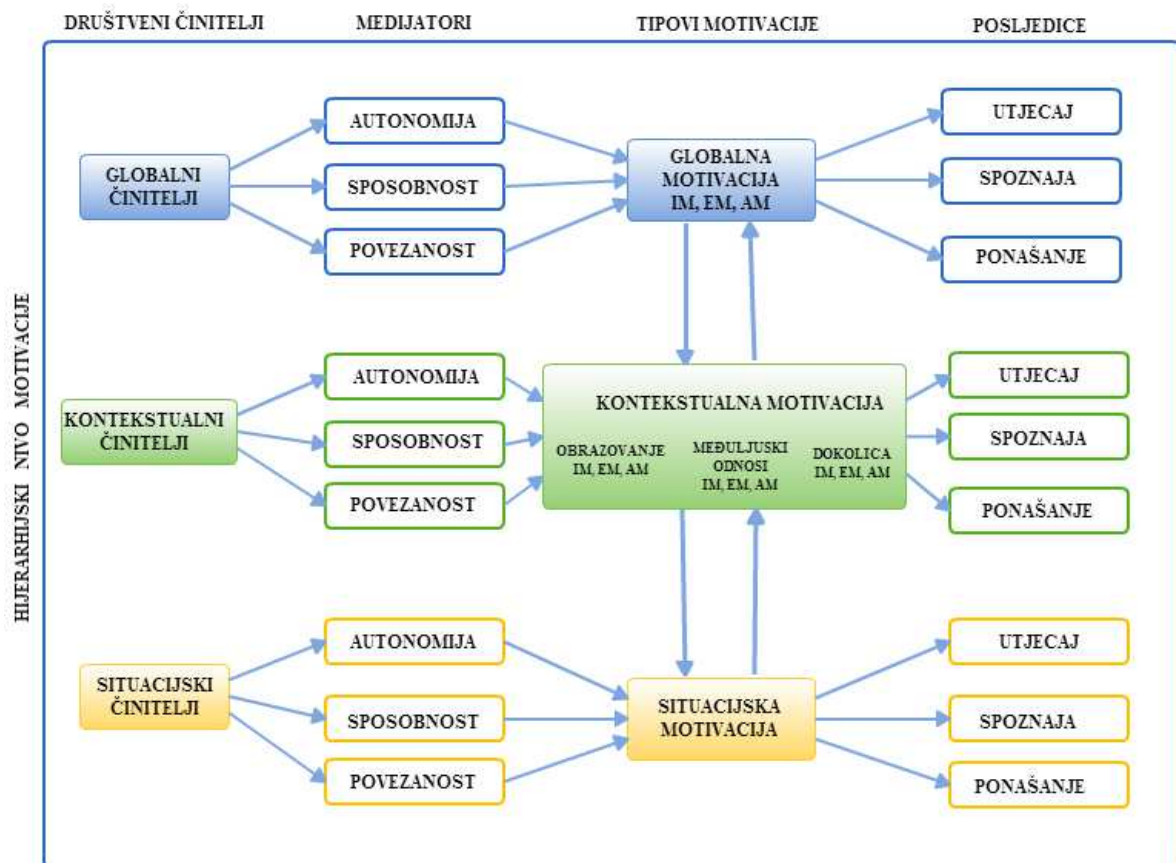 DRUŠTVENI ČINITELJI
MEDIJATORI
TIPOVI MOTIVACIJE
POSLJEDICE
HIJERARHIJSKI NIVO MOTIVACIJE
GLOBALNI
ČINITELJI
AUTONOMIJA
SPOSOBNOST
POVEZANOST
GLOBALNA
MOTIVACIJA
IM, EM, AM
UTJECAJ
SPOZNAJA
PONAŠANJE
KONTEKSTUALNI
ČINITELJI
AUTONOMIJA
SPOSOBNOST
POVEZANOST
KONTEKSTUALNA MOTIVACIJA
OBRAZOVANJE
IM, EM, AM
MEĐULJUSKI
ODNOSI
IM, EM, AM
DOKOLICA
IM, EM, AM
UTJECAJ
SPOZNAJA
PONAŠANJE
SITUACIJSKI
ČINITELJI
AUTONOMIJA
SPOSOBNOST
POVEZANOST
SITUACIJSKA
MOTIVACIJA
UTJECAJ
SPOZNAJA
PONAŠANJE